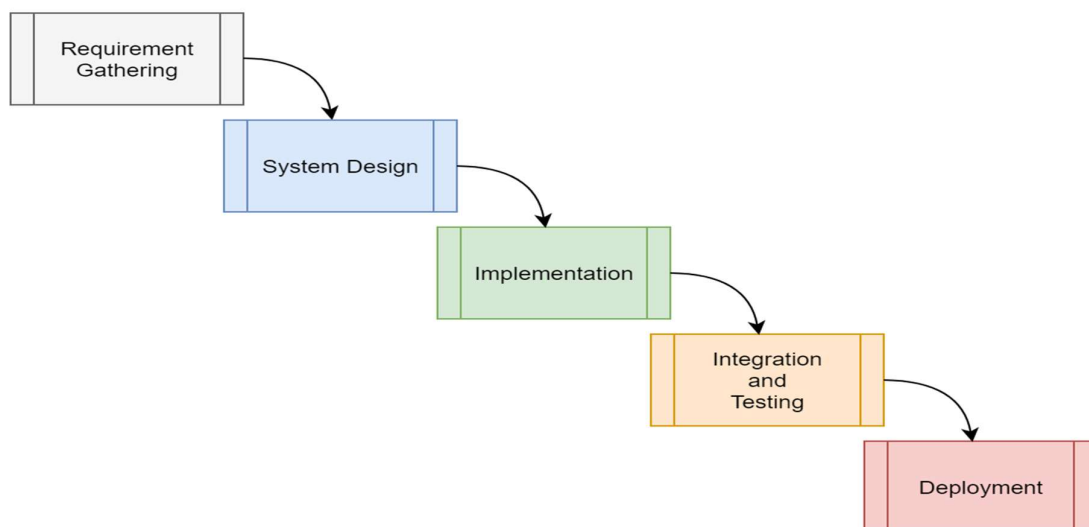 Requirement
Gathering
System Design
Implementation
Integration
and
Testing
Deployment